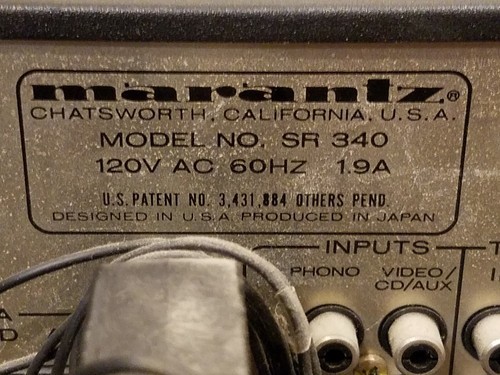 marantz®
CHATSWORTH, CALIFORNIA, U.S.A.
MODEL NO. SR 340
120V AC 60HZ 1.9A
U.S. PATENT NO. 3,431,884 OTHERS PEND.
DESIGNED IN U.S.A. PRODUCED IN JAPAN
INPUTS
PHONO VIDEO/
CD/AUX